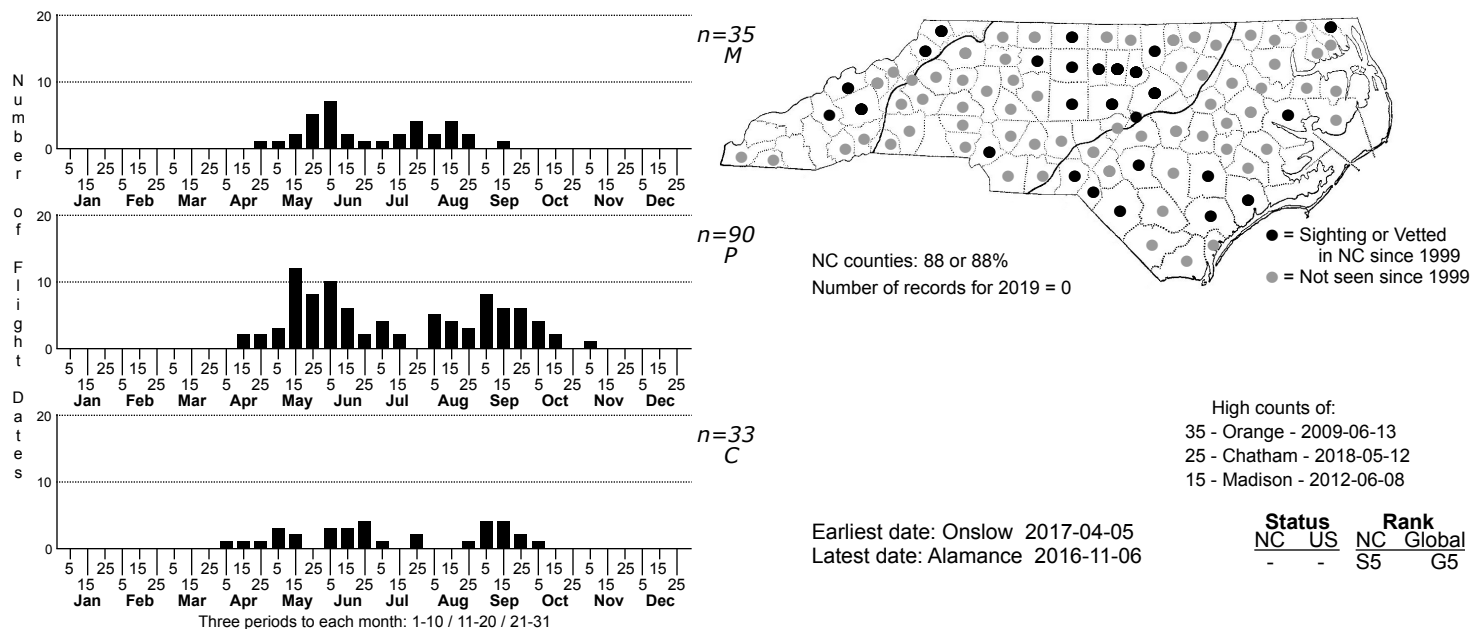 Number of Flight Dates
20
10
0
n=35
M
5 15 25 5 15 25 5 15 25 5 15 25 5 15 25 5 15 25 5 15 25 5 15 25 5 15 25 5 15 25 5 15 25 5 15 25
Jan Feb Mar Apr May Jun Jul Aug Sep Oct Nov Dec
20
10
0
n=90
P
5 15 25 5 15 25 5 15 25 5 15 25 5 15 25 5 15 25 5 15 25 5 15 25 5 15 25 5 15 25 5 15 25 5 15 25
Jan Feb Mar Apr May Jun Jul Aug Sep Oct Nov Dec
20
10
0
n=33
C
5 15 25 5 15 25 5 15 25 5 15 25 5 15 25 5 15 25 5 15 25 5 15 25 5 15 25 5 15 25 5 15 25 5 15 25
Jan Feb Mar Apr May Jun Jul Aug Sep Oct Nov Dec
Three periods to each month: 1-10 / 11-20 / 21-31
NC counties: 88 or 88%
Number of records for 2019 = 0
= Sighting or Vetted
in NC since 1999
= Not seen since 1999
High counts of:
35 - Orange - 2009-06-13
25 - Chatham - 2018-05-12
15 - Madison - 2012-06-08
Earliest date: Onslow 2017-04-05
Latest date: Alamance 2016-11-06
Status Rank
NC US NC Global
- - S5 G5